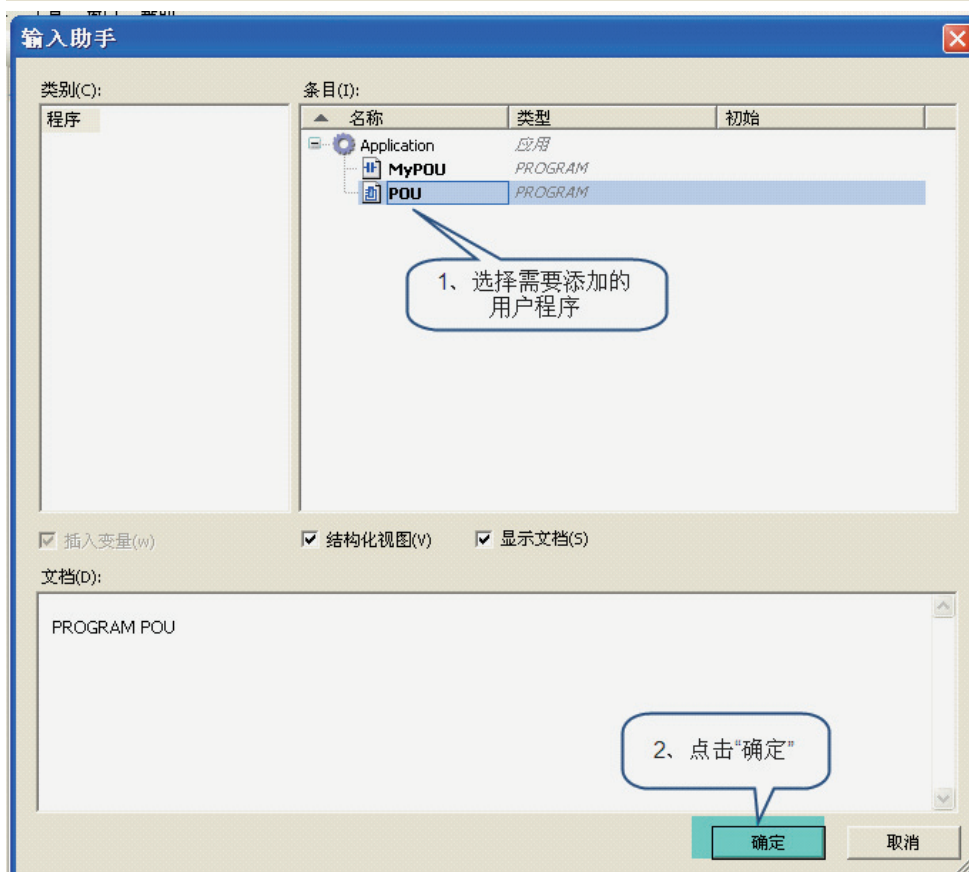 输入助手
类别(C):
条目(I):
程序
名称 类型 初始
Application 应用
MyPOU PROGRAM
POU PROGRAM
1、选择需要添加的
用户程序
插入变量(W)
结构化视图(V)
显示文档(S)
文档(D):
PROGRAM POU
2、点击“确定”
确定
取消